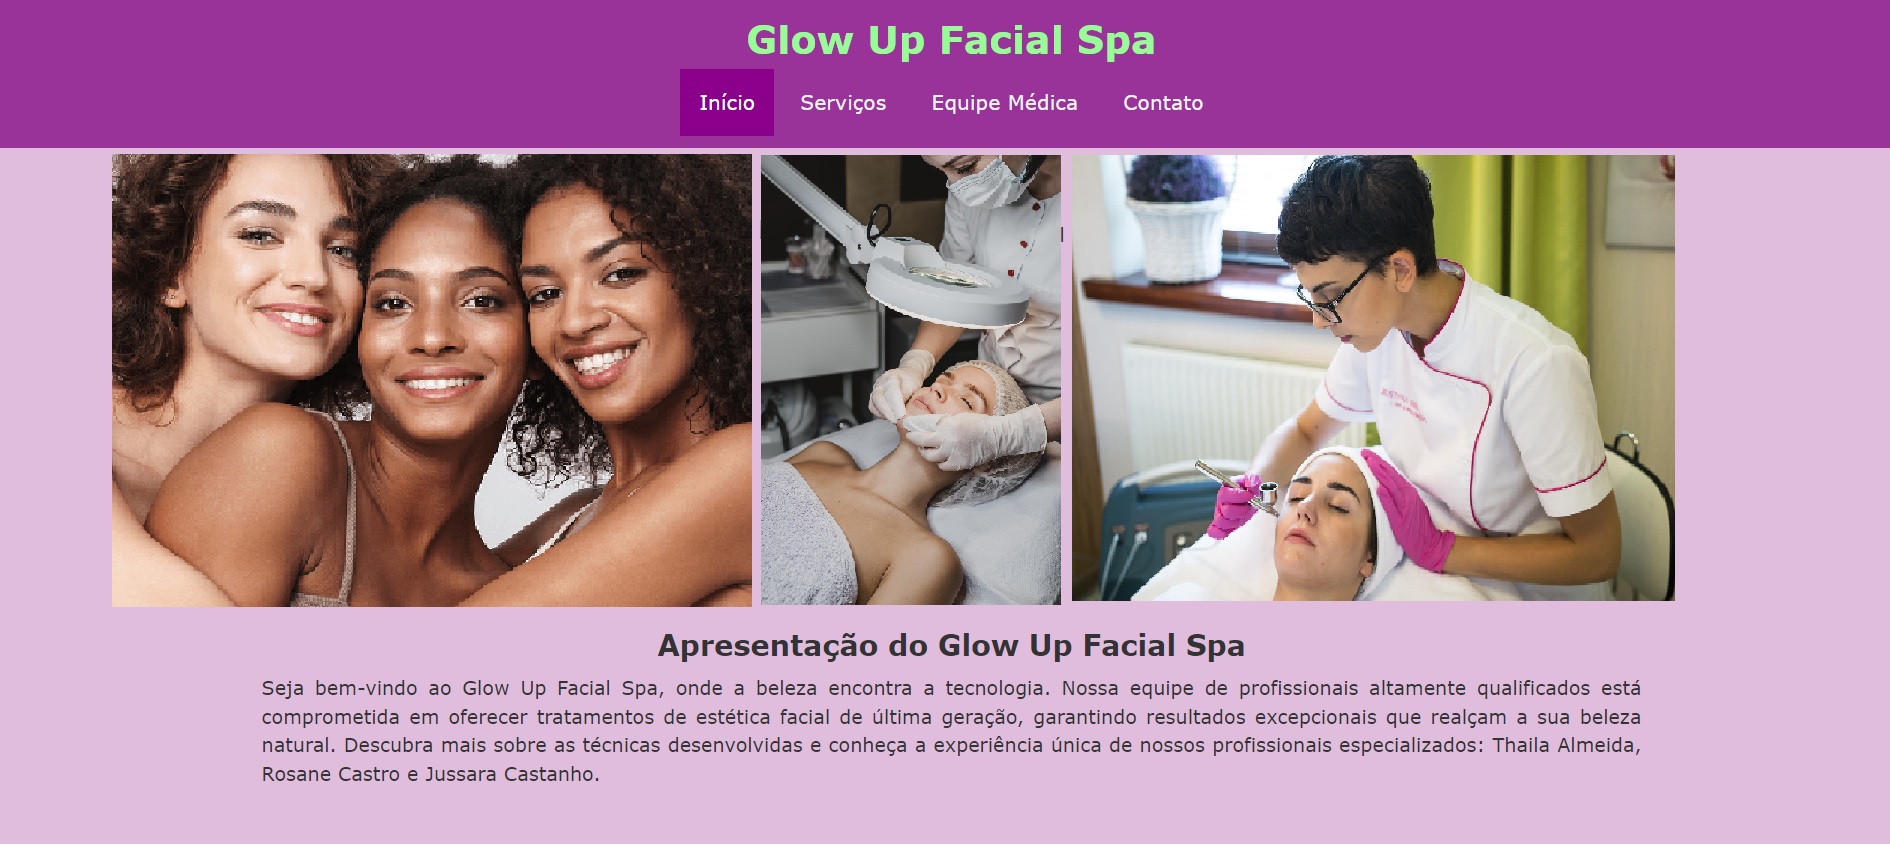 Glow Up Facial Spa
Início Serviços Equipe Médica Contato
Apresentação do Glow Up Facial Spa
Seja bem-vindo ao Glow Up Facial Spa, onde a beleza encontra a tecnologia. Nossa equipe de profissionais altamente qualificados está
comprometida em oferecer tratamentos de estética facial de última geração, garantindo resultados excepcionais que realçam a sua beleza
natural. Descubra mais sobre as técnicas desenvolvidas e conheça a experiência única de nossos profissionais especializados: Thaila Almeida,
Rosane Castro e Jussara Castanho.